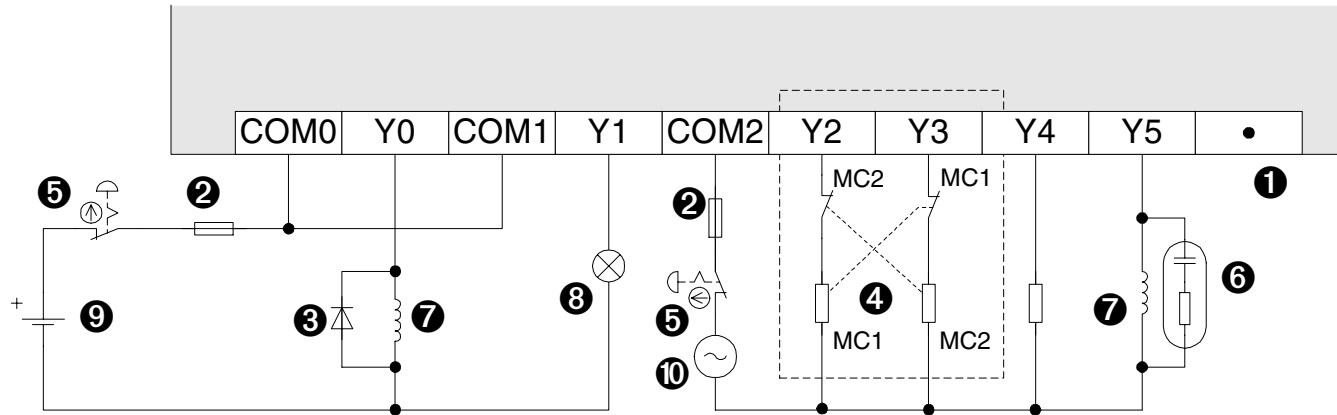 COM0 Y0 COM1 Y1 COM2 Y2 Y3 Y4 Y5 •
MC2 MC1
❺ ❷ ❷ ❶
❻
+ ❾ ❸ ❼ ❽ ❺ ❹ ❼
MC1 MC2
❿